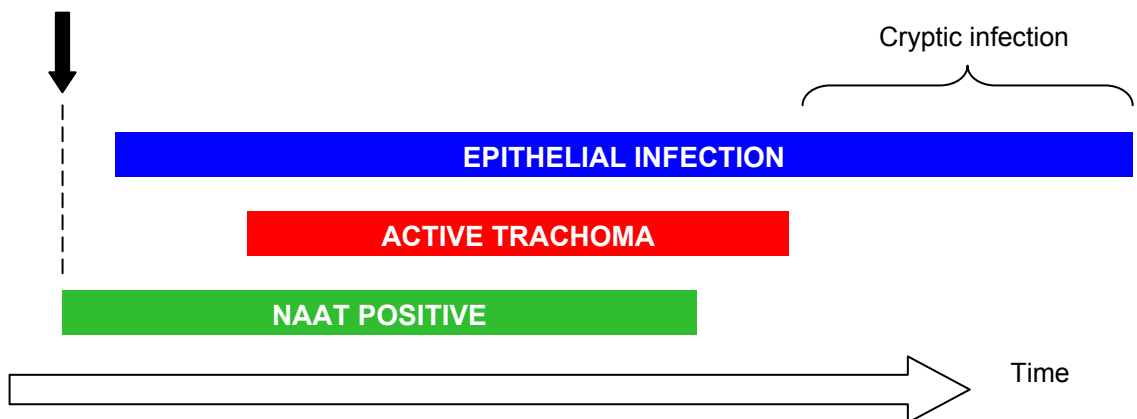 Cryptic infection
EPITHELIAL INFECTION
ACTIVE TRACHOMA
NAAT POSITIVE
Time